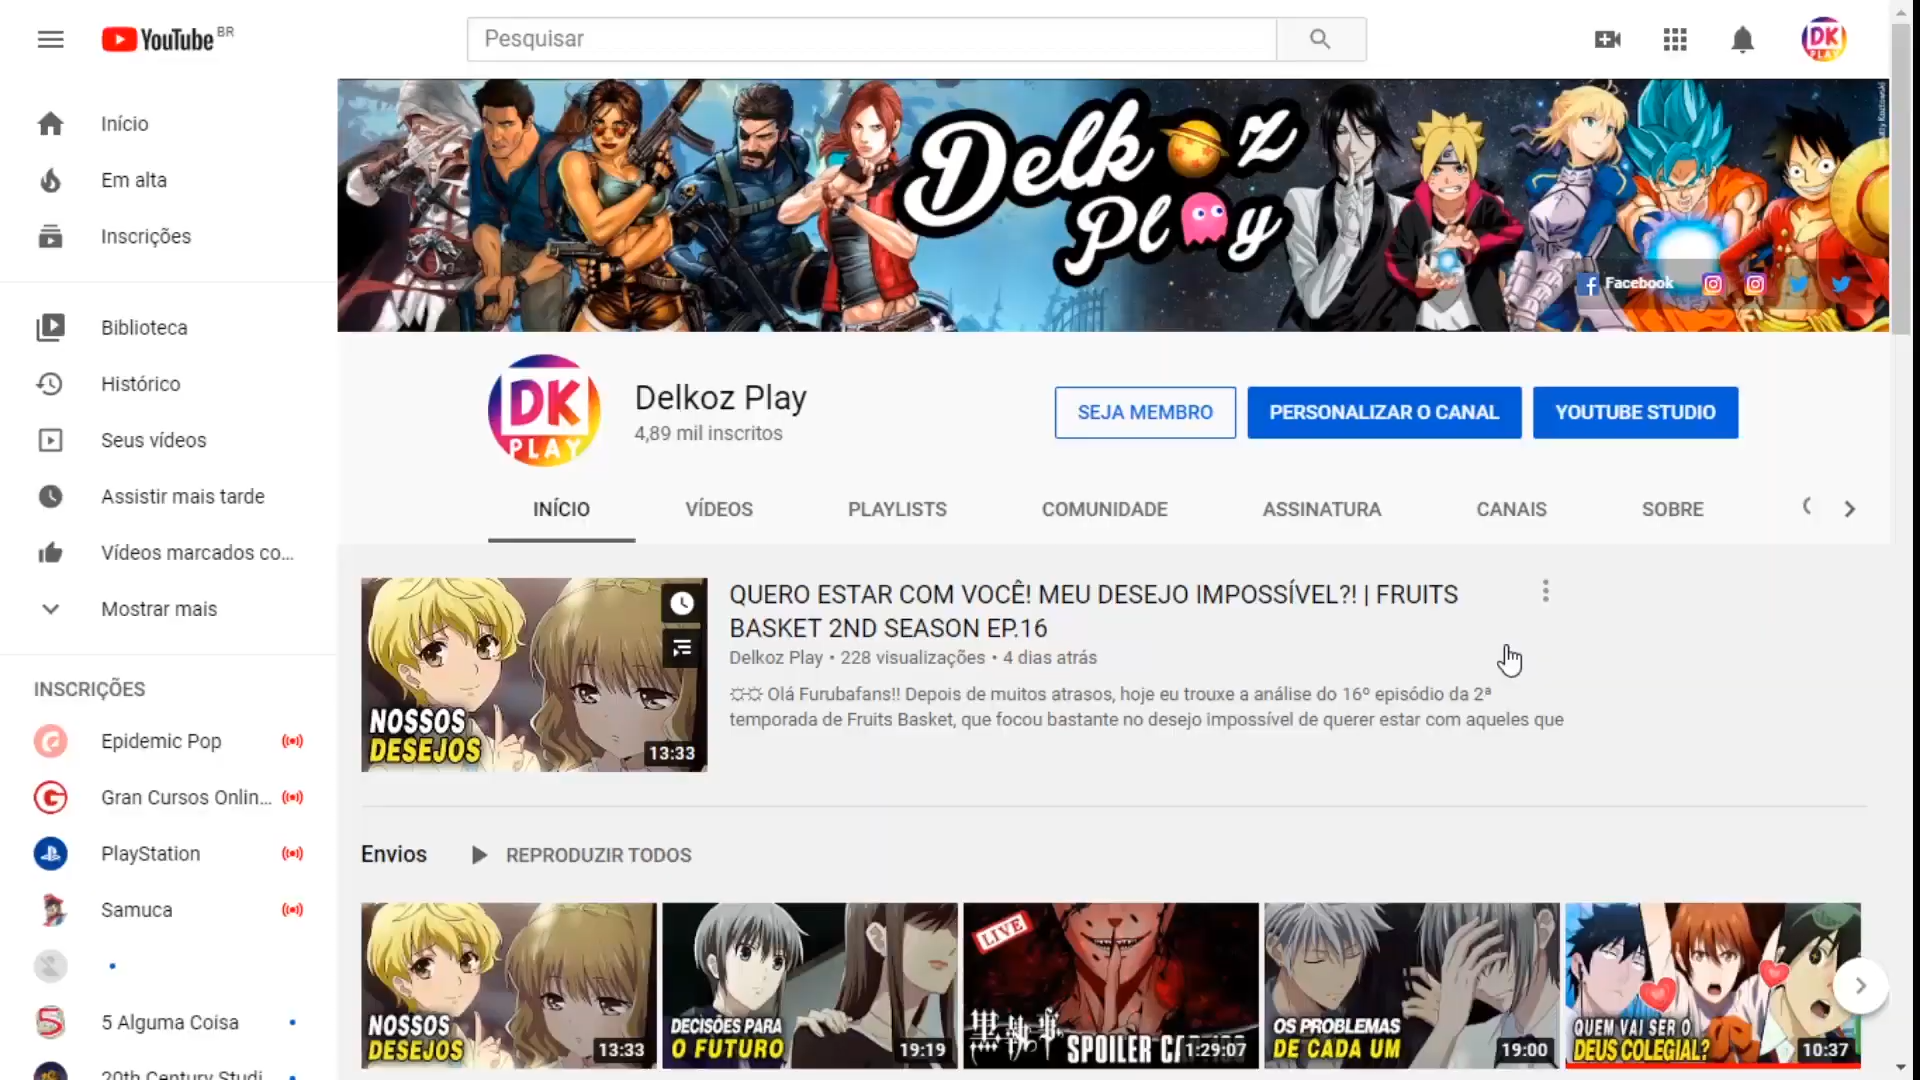 YouTube BR
Pesquisar
DK PLAY
Início
Em alta
Inscrições
Biblioteca
Histórico
Seus vídeos
Assistir mais tarde
Vídeos marcados co...
Mostrar mais
INSCRIÇÕES
Epidemic Pop
Gran Cursos Onlin...
PlayStation
Samuca
5 Alguma Coisa
20th Century Studi
Delkoz
Play
Facebook
DK
PLAY
Delkoz Play
4,89 mil inscritos
SEJA MEMBRO
PERSONALIZAR O CANAL
YOUTUBE STUDIO
INÍCIO
VÍDEOS
PLAYLISTS
COMUNIDADE
ASSINATURA
CANAIS
SOBRE
NOSSOS
DESEJOS
13:33
QUERO ESTAR COM VOCÊ! MEU DESEJO IMPOSSÍVEL?! | FRUITS
BASKET 2ND SEASON EP.16
Delkoz Play • 228 visualizações • 4 dias atrás
Olá Furubafans!! Depois de muitos atrasos, hoje eu trouxe a análise do 16º episódio da 2ª
temporada de Fruits Basket, que focou bastante no desejo impossível de querer estar com aqueles que
Envios
REPRODUZIR TODOS
NOSSOS
DESEJOS
13:33
DECISÕES PARA
O FUTURO
19:19
LIVE
黒執事
SPOILER
1:29:07
OS PROBLEMAS
DE CADA UM
19:00
QUEM VAI SER O
DEUS COLEGIAL?
10:37